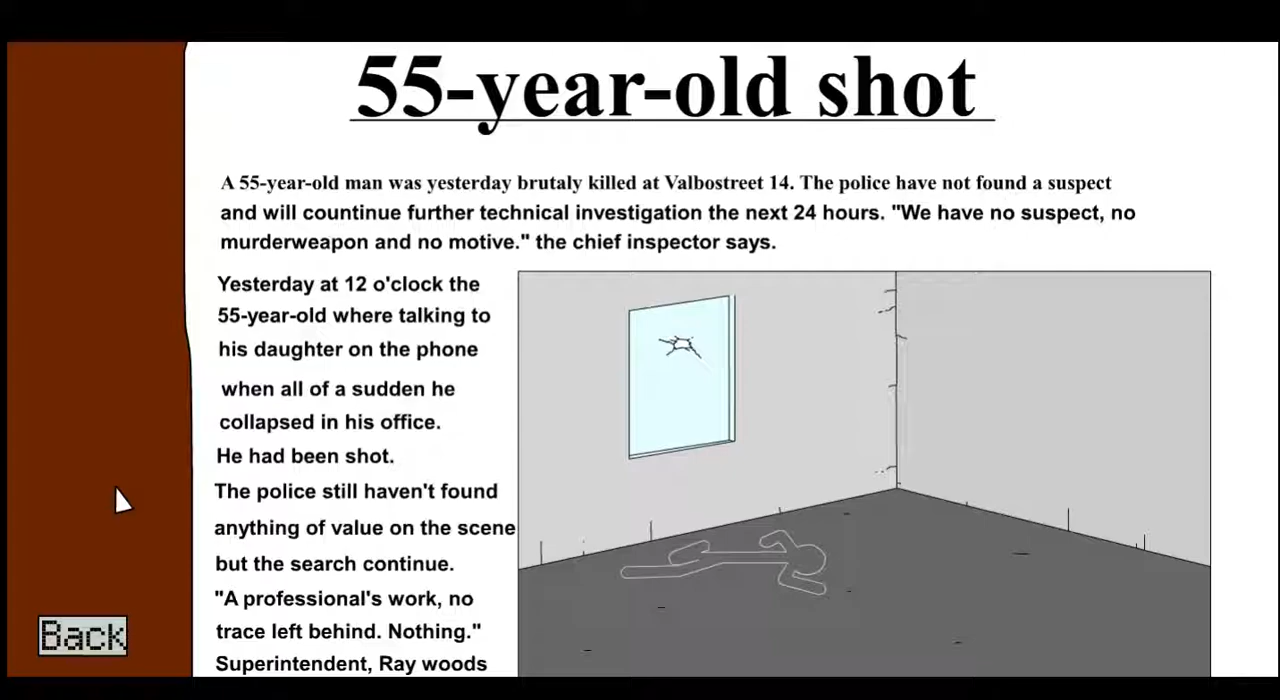 55-year-old shot
A 55-year-old man was yesterday brutaly killed at Valbostreet 14. The police have not found a suspect
and will countinue further technical investigation the next 24 hours. "We have no suspect, no
murderweapon and no motive." the chief inspector says.
Yesterday at 12 o'clock the
55-year-old where talking to
his daughter on the phone
when all of a sudden he
collapsed in his office.
He had been shot.
The police still haven't found
anything of value on the scene
but the search continue.
"A professional's work, no
trace left behind. Nothing."
Superintendent, Ray woods
Back